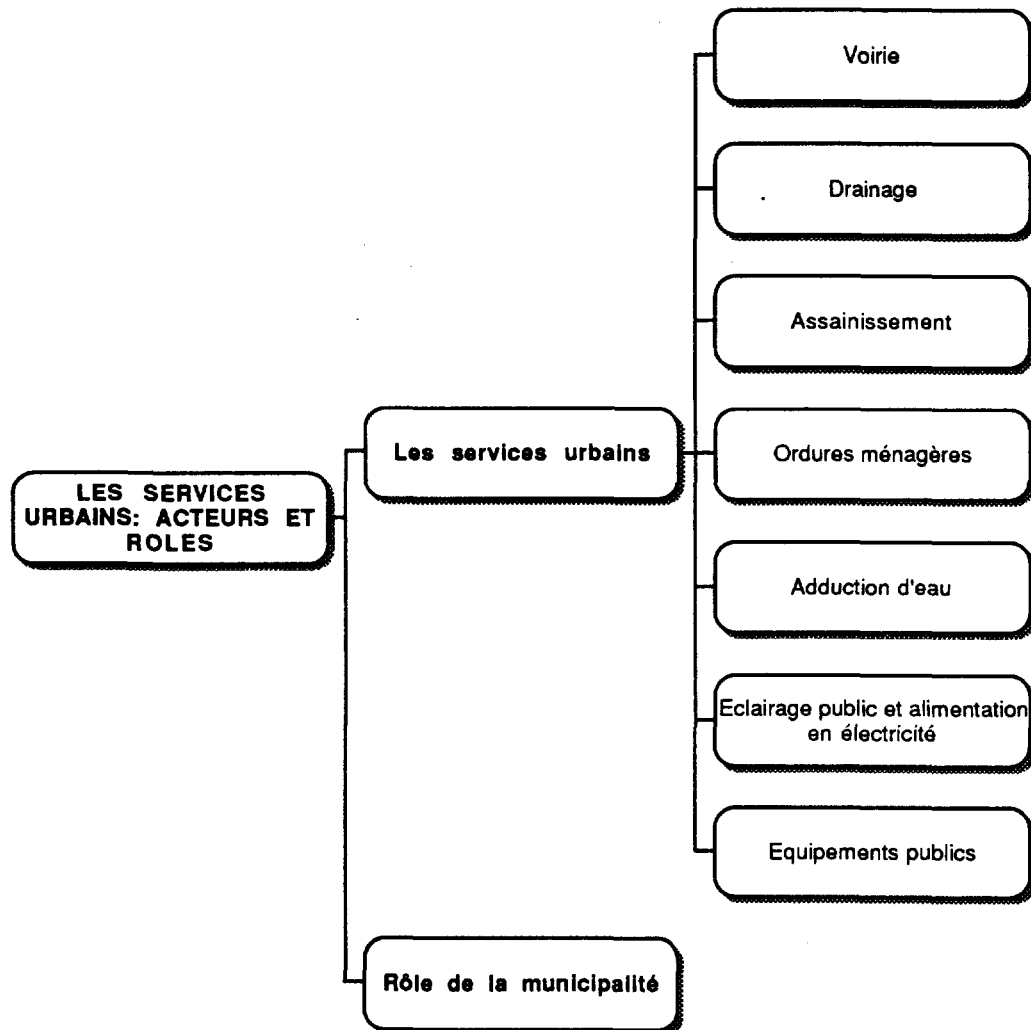 LES SERVICES
URBAINS: ACTEURS ET
ROLES
Les services urbains
Voirie
Drainage
Assainissement
Ordures ménagères
Adduction d'eau
Eclairage public et alimentation
en électricité
Equipements publics
Rôle de la municipalité